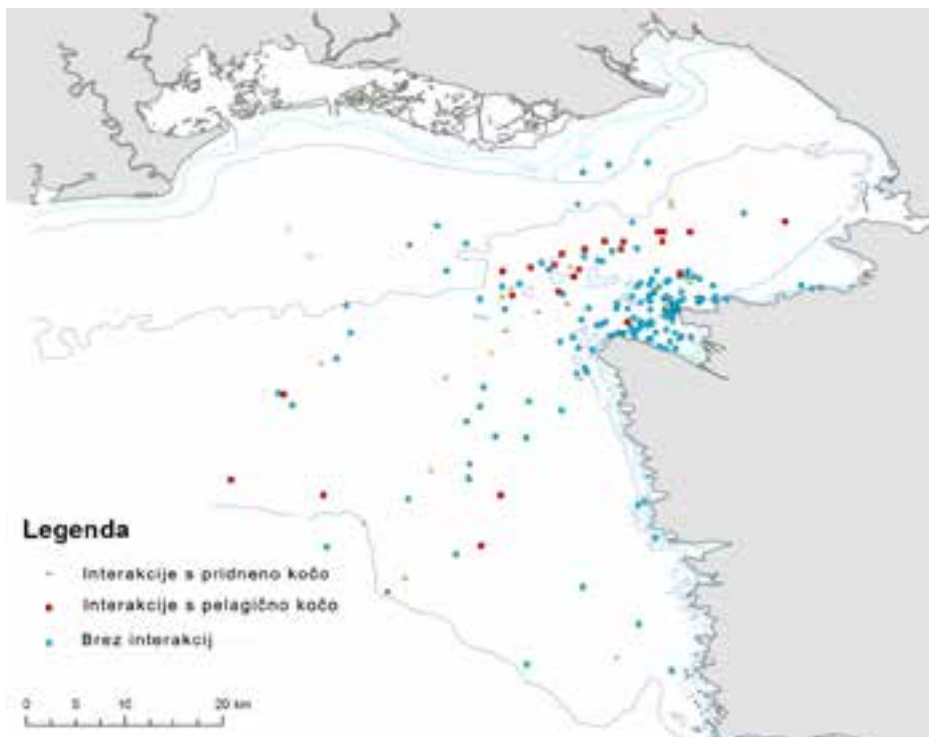 Legenda
Interakcije s pridneno kočo
Interakcije s pelagično kočo
Brez interakcij
0 5 10 20 km